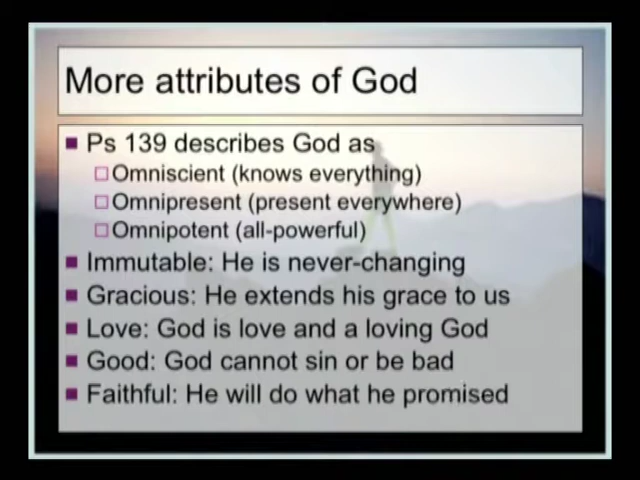 More attributes of God
Ps 139 describes God as
Omniscient (knows everything)
Omnipresent (present everywhere)
Omnipotent (all-powerful)
Immutable: He is never-changing
Gracious: He extends his grace to us
Love: God is love and a loving God
Good: God cannot sin or be bad
Faithful: He will do what he promised